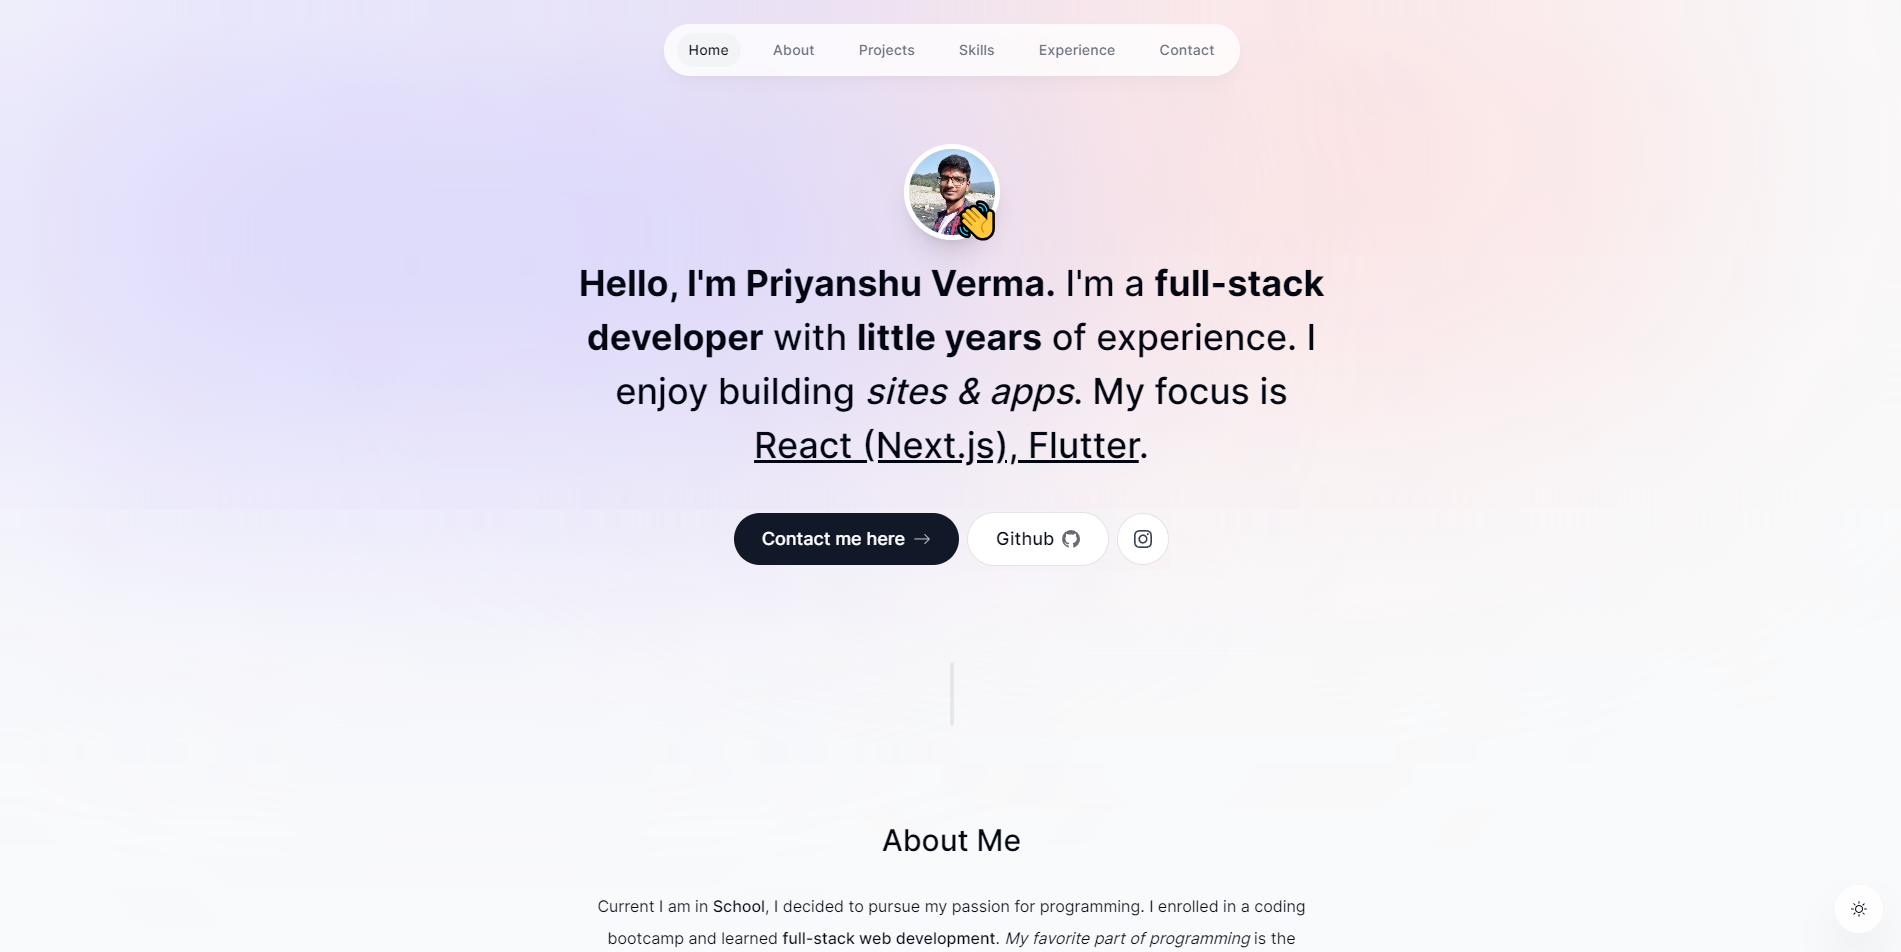 Home About Projects Skills Experience Contact
Hello, I'm Priyanshu Verma. I'm a full-stack
developer with little years of experience. I
enjoy building sites & apps. My focus is
React (Next.js), Flutter.
Contact me here → Github
About Me
Current I am in School, I decided to pursue my passion for programming. I enrolled in a coding
bootcamp and learned full-stack web development. My favorite part of programming is the